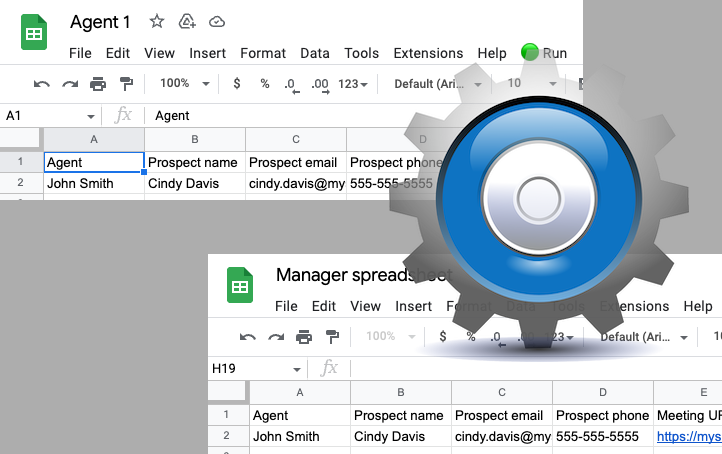 Agent 1
File Edit View Insert Format Data Tools Extensions Help Run
100% $ % .0 .00 123 Default (Ari... 10
A1 fx Agent
A B C D
1 Agent Prospect name Prospect email Prospect phone
2 John Smith Cindy Davis cindy.davis@my 555-555-5555
Manager spreadsheet
File Edit View Insert Format Data Tools Extensions Help
100% $ % .0 .00 123 Default (Ari... 10
H19 fx
A B C D E
1 Agent Prospect name Prospect email Prospect phone Meeting UR
2 John Smith Cindy Davis cindy.davis@my 555-555-5555 https://mys